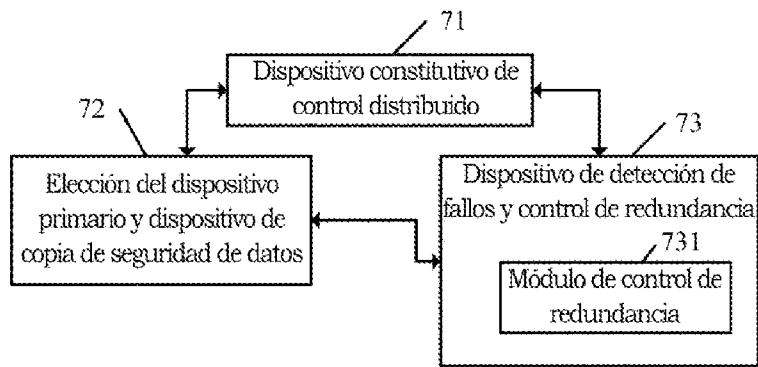 71
Dispositivo constitutivo de
control distribuido
72
Elección del dispositivo
primario y dispositivo de
copia de seguridad de datos
73
Dispositivo de detección de
fallos y control de redundancia
731
Módulo de control de
redundancia